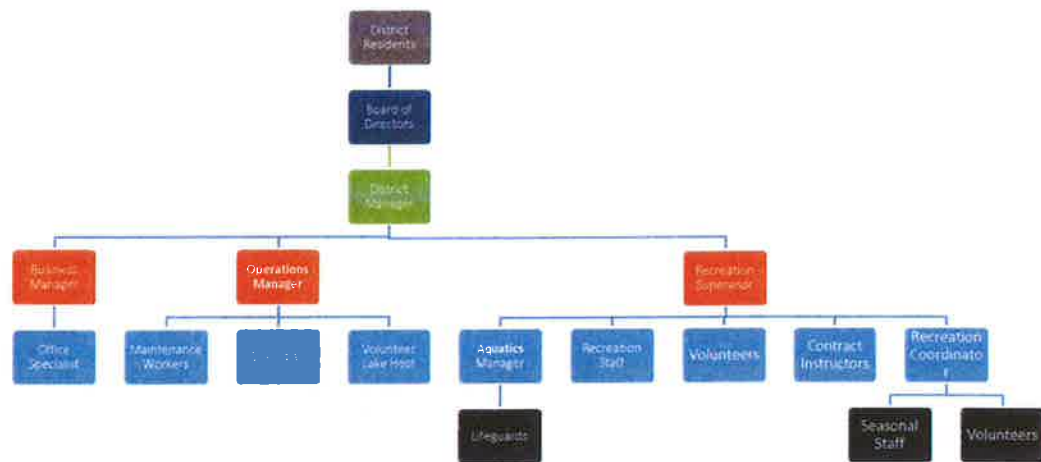 District
Residents
Board of
Directors
District
Manager
Business
Manager
Operations
Manager
Recreation
Supervisor
Office
Specialist
Maintenance
Workers
Volunteer
Lake Host
Aquatics
Manager
Recreation
Staff
Volunteers
Contract
Instructors
Recreation
Coordinato
r
Lifeguards
Seasonal
Staff
Volunteers